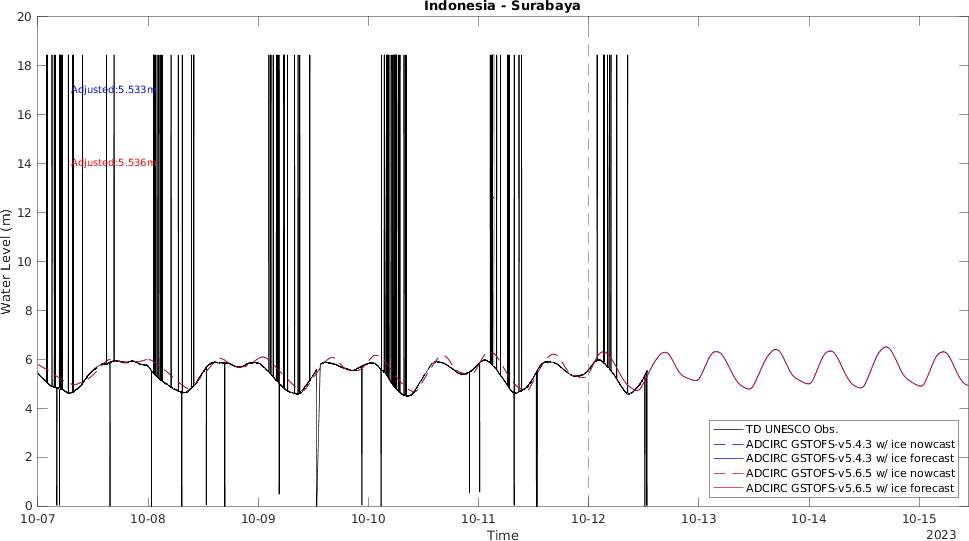 Indonesia - Surabaya
20
18
16
14
12
10
8
6
4
2
0
Water Level (m)
Adjusted:5.533m
Adjusted:5.536m
TD UNESCO Obs.
ADCIRC GSTOFS-v5.4.3 w/ ice nowcast
ADCIRC GSTOFS-v5.4.3 w/ ice forecast
ADCIRC GSTOFS-v5.6.5 w/ ice nowcast
ADCIRC GSTOFS-v5.6.5 w/ ice forecast
10-07 10-08 10-09 10-10 10-11 10-12 10-13 10-14 10-15
Time
2023